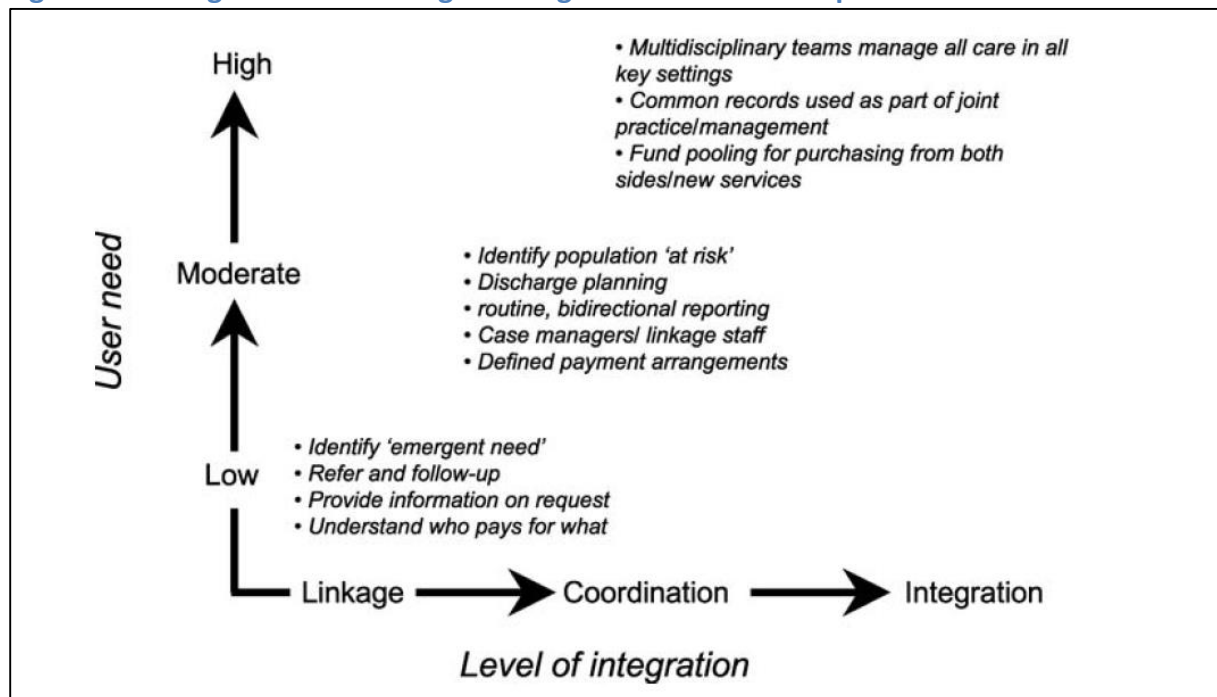 High
• Multidisciplinary teams manage all care in all
key settings
• Common records used as part of joint
practice/management
• Fund pooling for purchasing from both
sides/new services
User need
Moderate
• Identify population ‘at risk’
• Discharge planning
• routine, bidirectional reporting
• Case managers/ linkage staff
• Defined payment arrangements
Low
• Identify ‘emergent need’
• Refer and follow-up
• Provide information on request
• Understand who pays for what
Linkage
Coordination
Integration
Level of integration